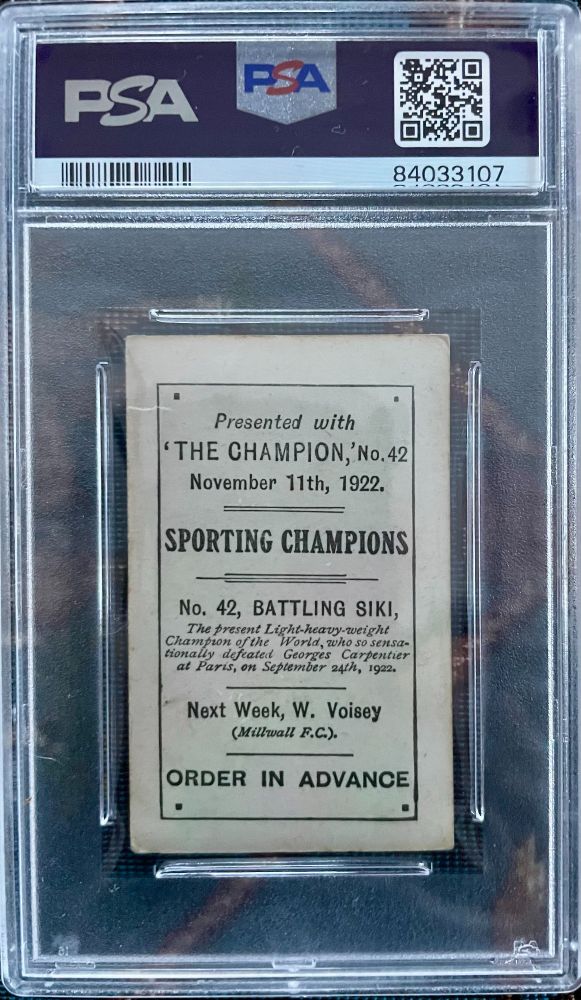 PSA
PSA
84033107
Presented with
'THE CHAMPION,' No. 42
November 11th, 1922.
SPORTING CHAMPIONS
No. 42, BATTLING SIKI,
The present Light-heavy-weight
Champion of the World, who so sensa-
tionally defeated Georges Carpentier
at Paris, on September 24th, 1922.
Next Week, W. Voisey
(Millwall F.C.).
ORDER IN ADVANCE